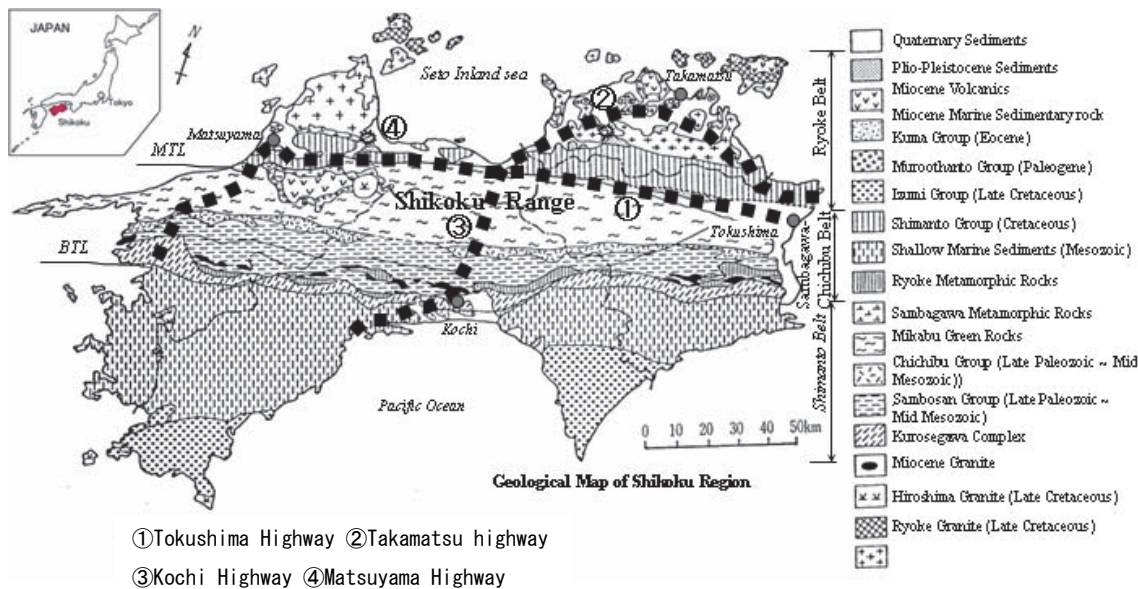 JAPAN
Tokyo
Shikoku
N
Seto Inland sea
Takamatsu
②
④
Matsuyama
MTL
Shikoku Range
①
③
Tokushima
BTL
Kochi
Pacific Ocean
0 10 20 30 40 50km
Geological Map of Shikoku Region
Ryoke Belt
Sambagawa-
Chichibu Belt
Shimanto Belt
Quaternary Sediments
Plio-Pleistocene Sediments
Miocene Volcanics
Miocene Marine Sedimentary rock
Kuma Group (Eocene)
Muroothanto Group (Paleogene)
Izumi Group (Late Cretaceous)
Shimanto Group (Cretaceous)
Shallow Marine Sediments (Mesozoic)
Ryoke Metamorphic Rocks
Sambagawa Metamorphic Rocks
Mikabu Green Rocks
Chichibu Group (Late Paleozoic ~ Mid
Mesozoic))
Sambosan Group (Late Paleozoic ~
Mid Mesozoic)
Kurosegawa Complex
Miocene Granite
Hiroshima Granite (Late Cretaceous)
Ryoke Granite (Late Cretaceous)
①Tokushima Highway ②Takamatsu highway
③Kochi Highway ④Matsuyama Highway